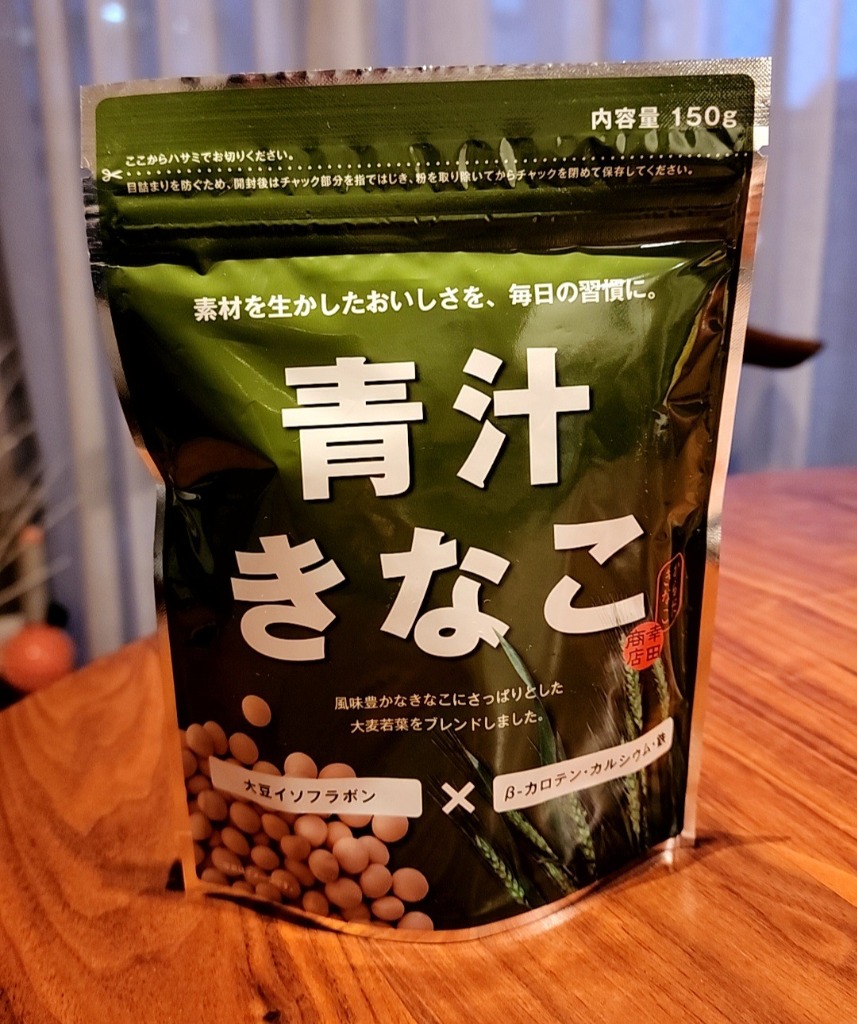 内容量 150g
ここからハサミでお切りください。
目詰まりを防ぐため、開封後はチャック部分を指ではじき、粉を取り除いてからチャックを閉めて保存してください。
素材を生かしたおいしさを、毎日の習慣に。
青汁
きなこ
幸田
商店
風味豊かなきなこにさっぱりとした
大麦若葉をブレンドしました。
大豆イソフラボン
×
β-カロテン・カルシウム・鉄